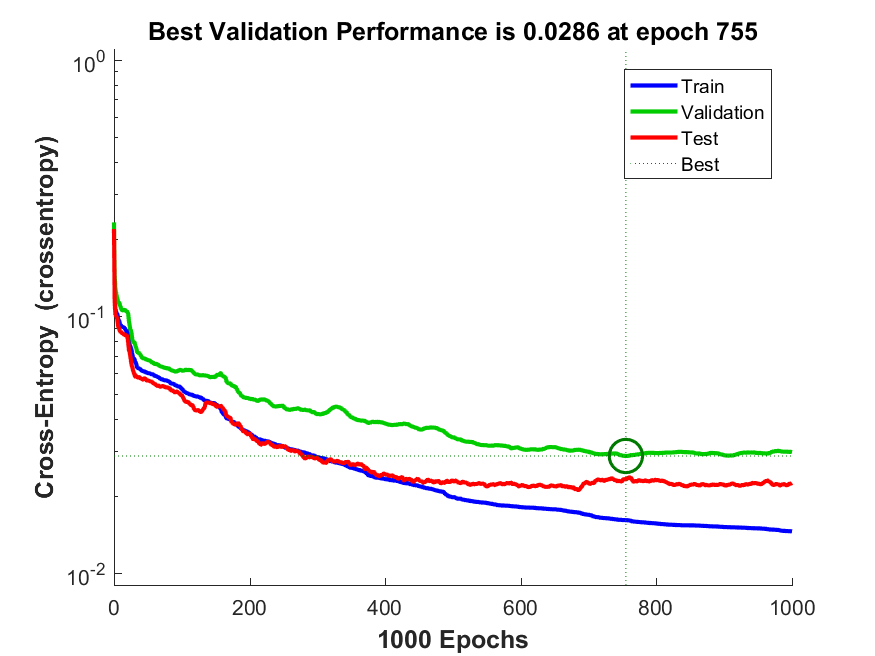 Best Validation Performance is 0.0286 at epoch 755
Train
Validation
Test
Best
Cross-Entropy (crossentropy)
10^0
10^-1
10^-2
0 200 400 600 800 1000
1000 Epochs